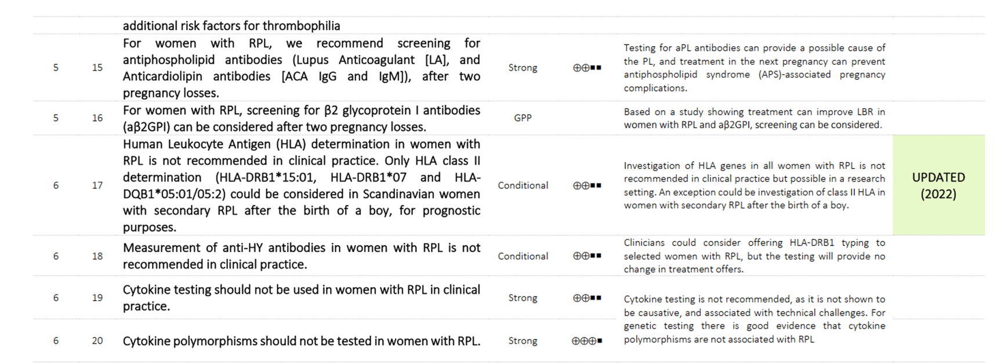 additional risk factors for thrombophilia
5
15
For women with RPL, we recommend screening for
antiphospholipid antibodies (Lupus Anticoagulant [LA], and
Anticardiolipin antibodies [ACA IgG and IgM]), after two
pregnancy losses.
Strong
⊕⊕■■
Testing for aPL antibodies can provide a possible cause of
the PL, and treatment in the next pregnancy can prevent
antiphospholipid syndrome (APS)-associated pregnancy
complications.
5
16
For women with RPL, screening for β2 glycoprotein I antibodies
(aβ2GPI) can be considered after two pregnancy losses.
GPP
Based on a study showing treatment can improve LBR in
women with RPL and aβ2GPI, screening can be considered.
6
17
Human Leukocyte Antigen (HLA) determination in women with
RPL is not recommended in clinical practice. Only HLA class II
determination (HLA-DRB1*15:01, HLA-DRB1*07 and HLA-
DQB1*05:01/05:2) could be considered in Scandinavian women
with secondary RPL after the birth of a boy, for prognostic
purposes.
Conditional
⊕⊕■■
Investigation of HLA genes in all women with RPL is not
recommended in clinical practice but possible in a research
setting. An exception could be investigation of class II HLA in
women with secondary RPL after the birth of a boy.
UPDATED
(2022)
6
18
Measurement of anti-HY antibodies in women with RPL is not
recommended in clinical practice.
Conditional
⊕⊕■■
Clinicians could consider offering HLA-DRB1 typing to
selected women with RPL, but the testing will provide no
change in treatment offers.
6
19
Cytokine testing should not be used in women with RPL in clinical
practice.
Strong
⊕⊕■■
Cytokine testing is not recommended, as it is not shown to
be causative, and associated with technical challenges. For
genetic testing there is good evidence that cytokine
polymorphisms are not associated with RPL
6
20
Cytokine polymorphisms should not be tested in women with RPL.
Strong
⊕⊕⊕■